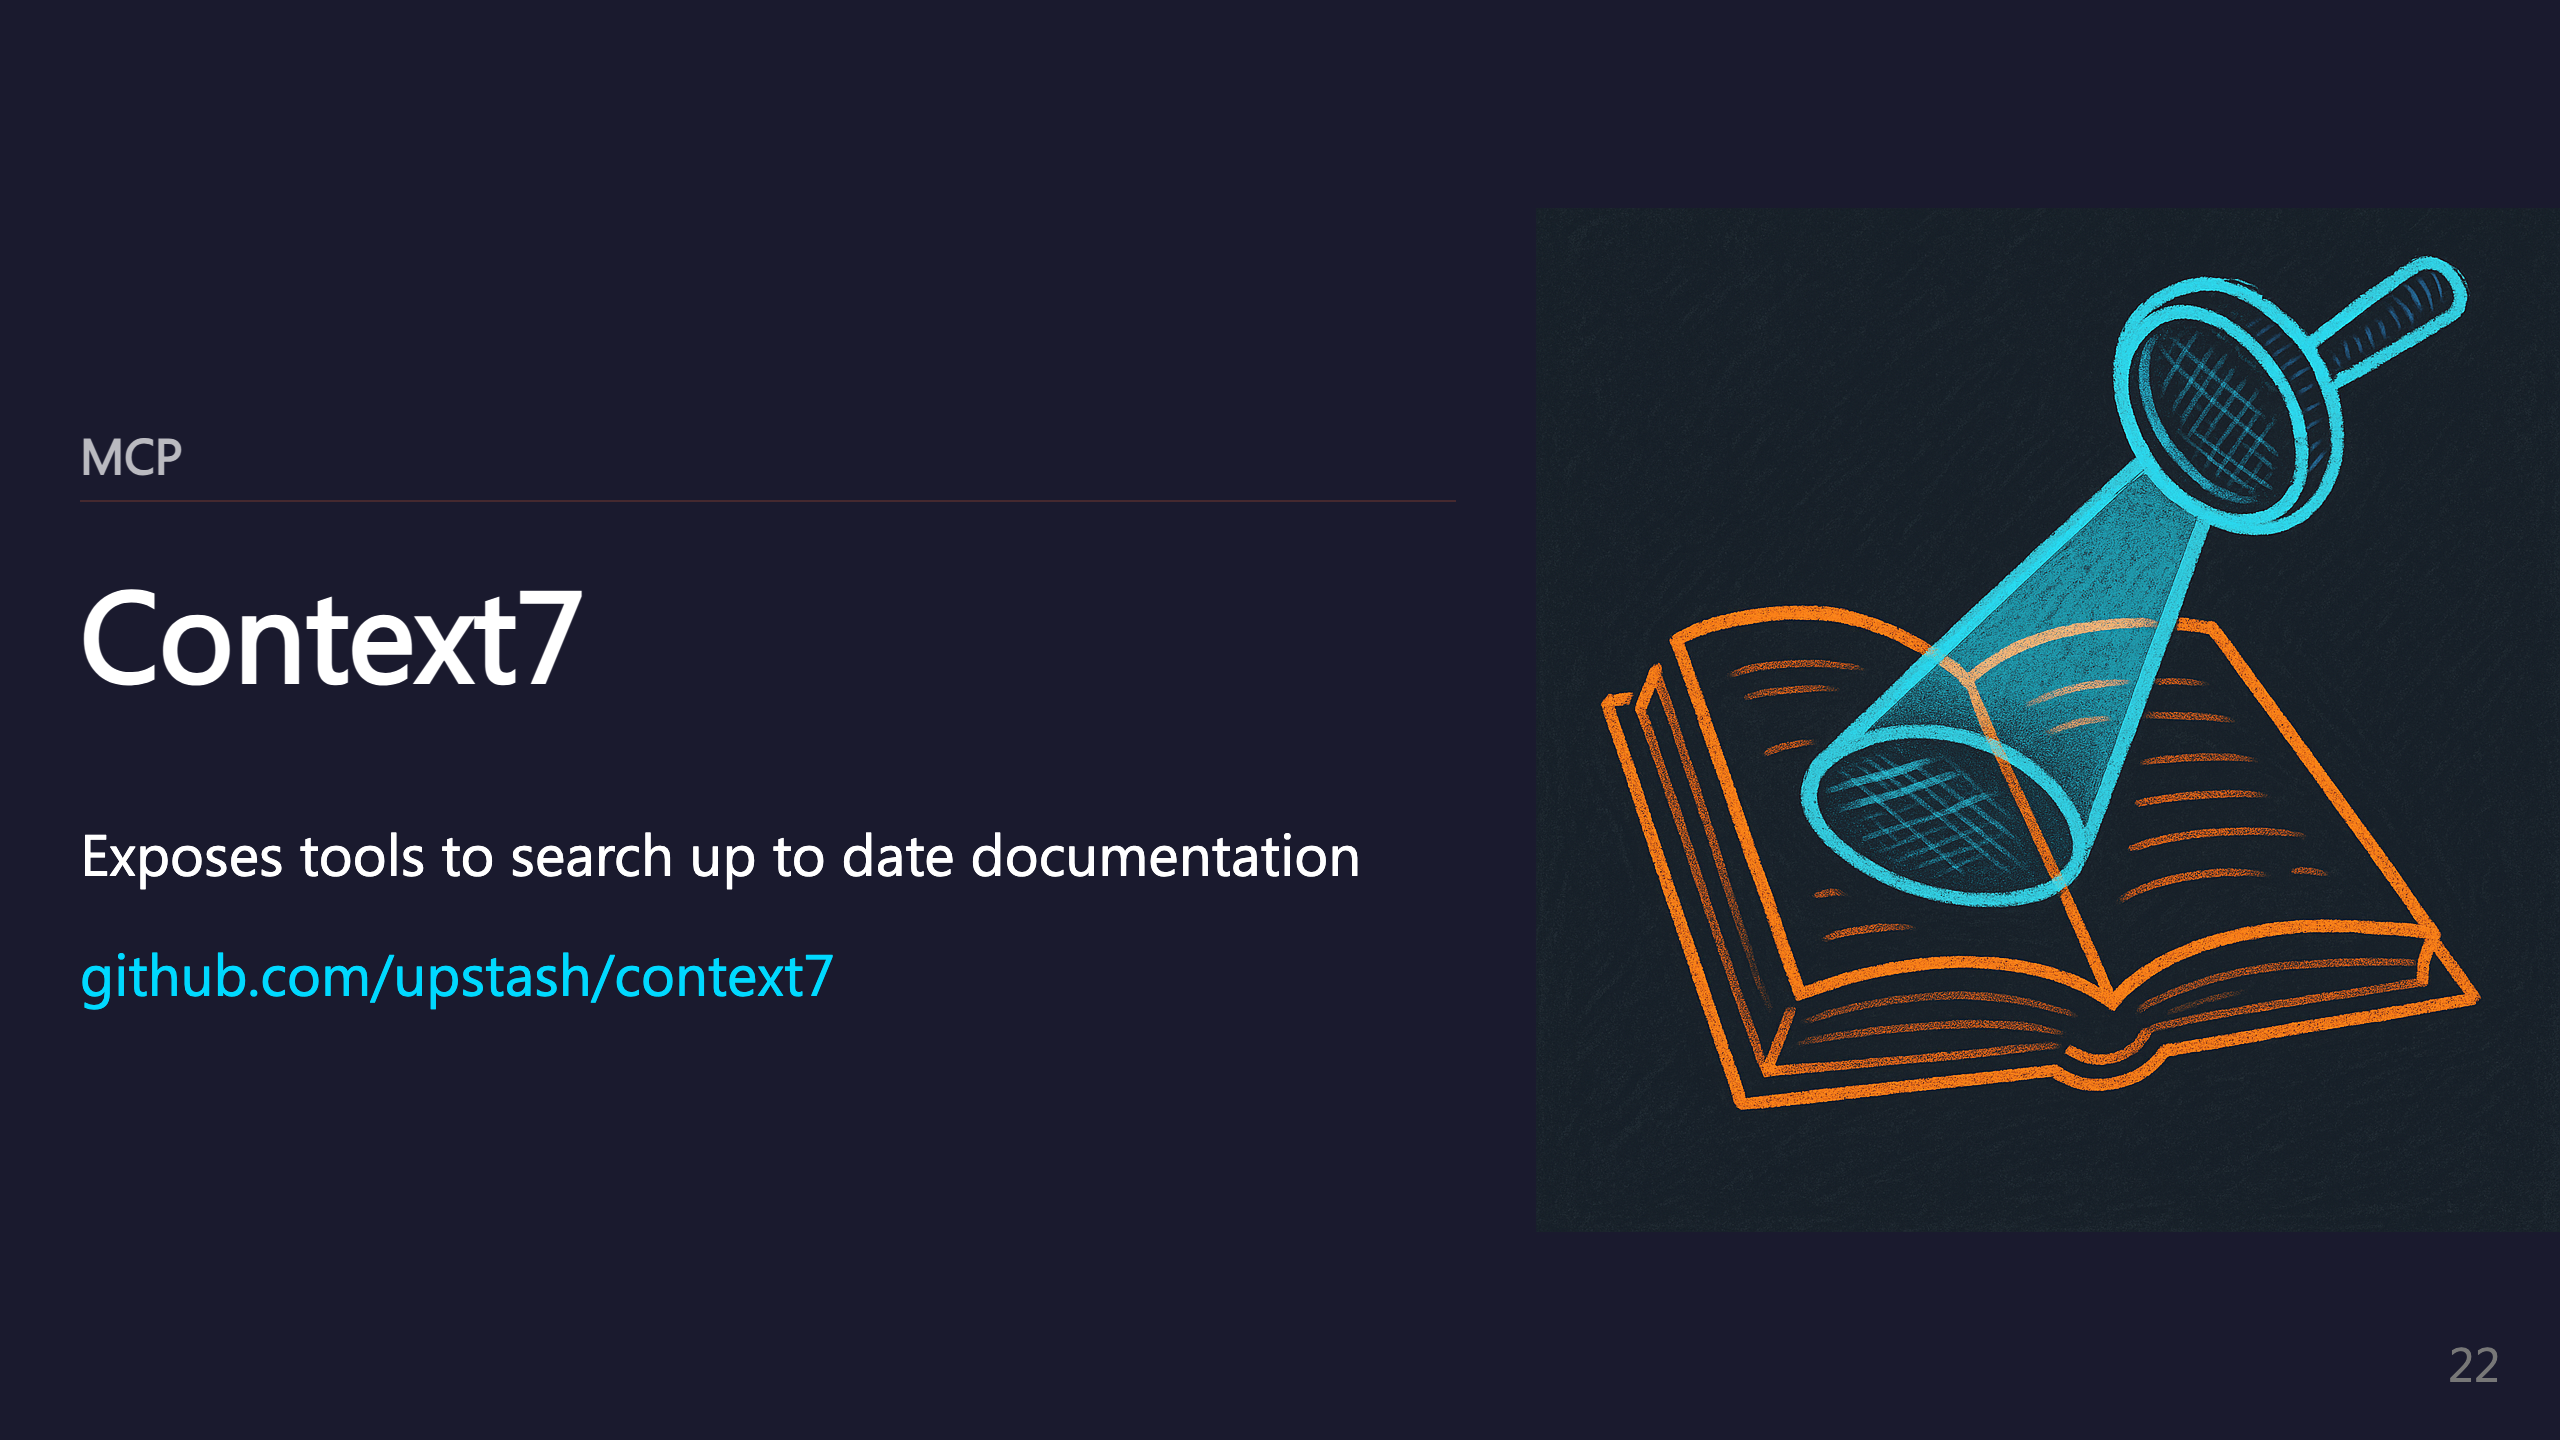 MCP
Context7
Exposes tools to search up to date documentation
github.com/upstash/context7
22